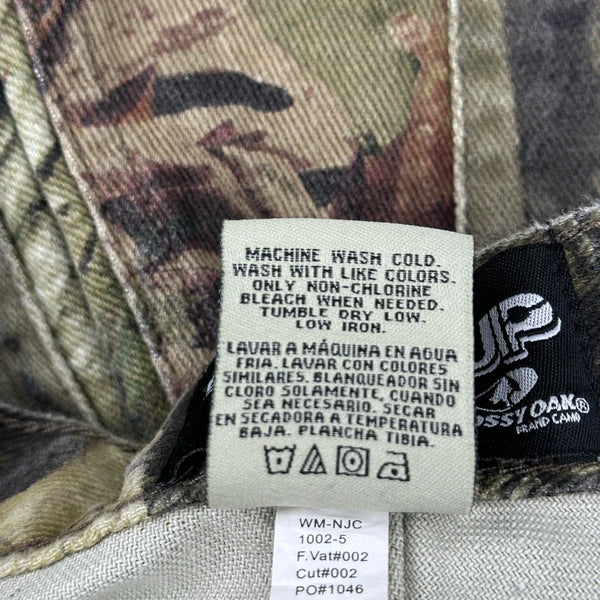 MACHINE WASH COLD.
WASH WITH LIKE COLORS.
ONLY NON-CHLORINE
BLEACH WHEN NEEDED.
TUMBLE DRY LOW.
LOW IRON.
LAVAR A MÁQUINA EN AGUA
FRIA. LAVAR CON COLORES
SIMILARES. BLANQUEADOR SIN
CLORO SOLAMENTE, CUANDO
SEA NECESARIO. SECAR
EN SECADORA A TEMPERATURA
BAJA. PLANCHA TIBIA.
UP
OSSY OAK®
BRAND CAMO
WM-NJC
1002-5
F.Vat#002
Cut#002
PO#1046